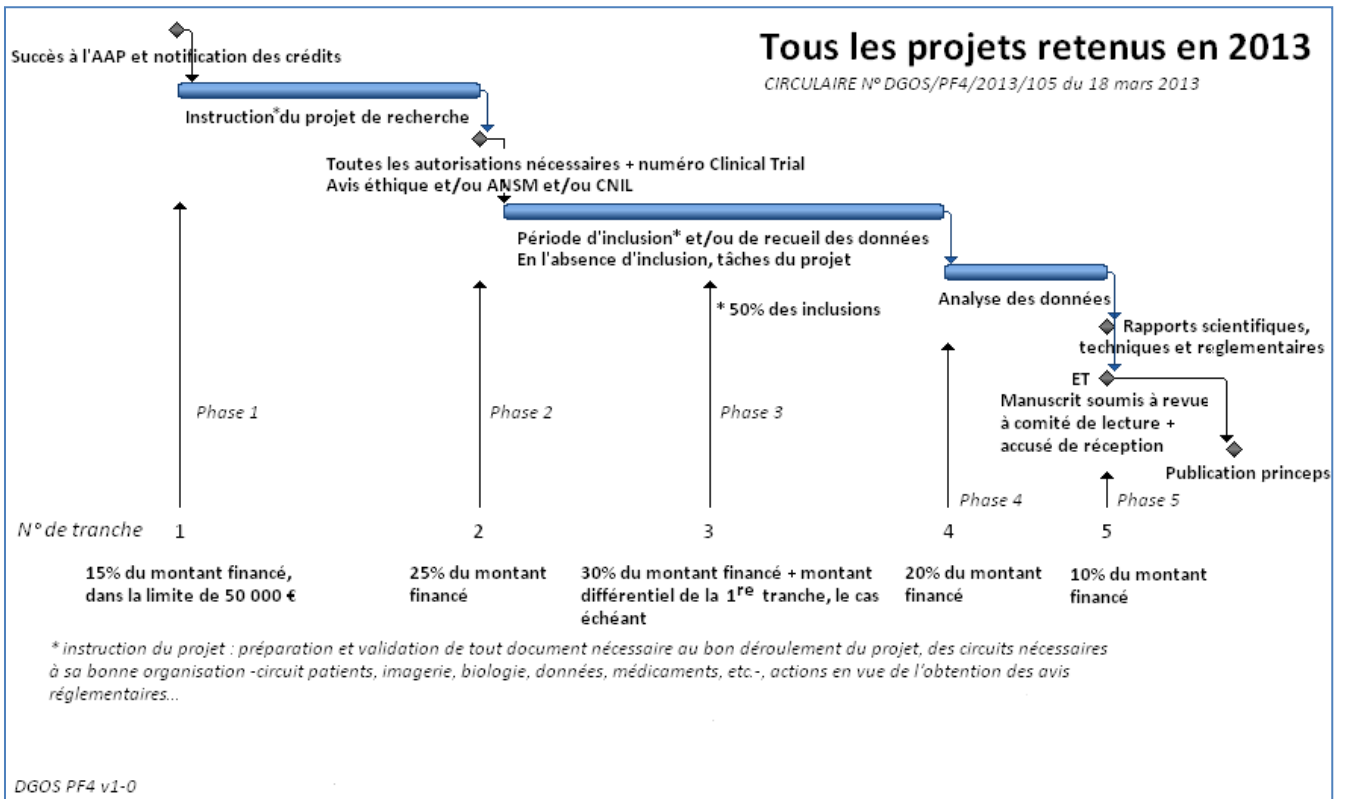 Tous les projets retenus en 2013
CIRCULAIRE N° DGOS/PF4/2013/105 du 18 mars 2013
Succès à l'AAP et notification des crédits
Instruction*du projet de recherche
Toutes les autorisations nécessaires + numéro Clinical Trial
Avis éthique et/ou ANSM et/ou CNIL
Période d'inclusion* et/ou de recueil des données
En l'absence d'inclusion, tâches du projet
Analyse des données
* 50% des inclusions
Rapports scientifiques,
techniques et reglementaires
ET
Manuscrit soumis à revue
à comité de lecture +
accusé de réception
Publication princeps
Phase 1
Phase 2
Phase 3
Phase 4
Phase 5
N° de tranche 1 2 3 4 5
15% du montant financé,
dans la limite de 50 000 €
25% du montant
financé
30% du montant financé + montant
différentiel de la 1re tranche, le cas
échéant
20% du montant
financé
10% du montant
financé
* instruction du projet : préparation et validation de tout document nécessaire au bon déroulement du projet, des circuits nécessaires
à sa bonne organisation -circuit patients, imagerie, biologie, données, médicaments, etc.-, actions en vue de l'obtention des avis
réglementaires...
DGOS PF4 v1-0